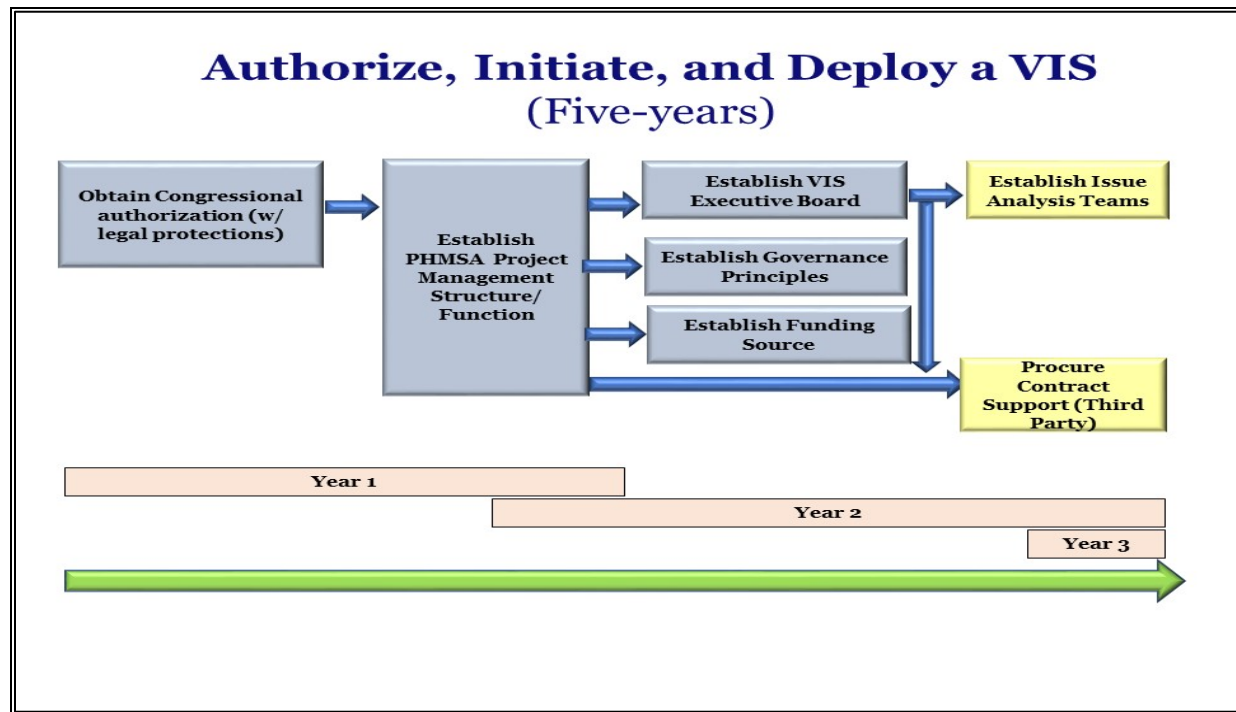 Authorize, Initiate, and Deploy a VIS
(Five-years)
Obtain Congressional
authorization (w/
legal protections)
Establish
PHMSA Project
Management
Structure/
Function
Establish VIS
Executive Board
Establish Governance
Principles
Establish Funding
Source
Establish Issue
Analysis Teams
Procure
Contract
Support (Third
Party)
Year 1
Year 2
Year 3